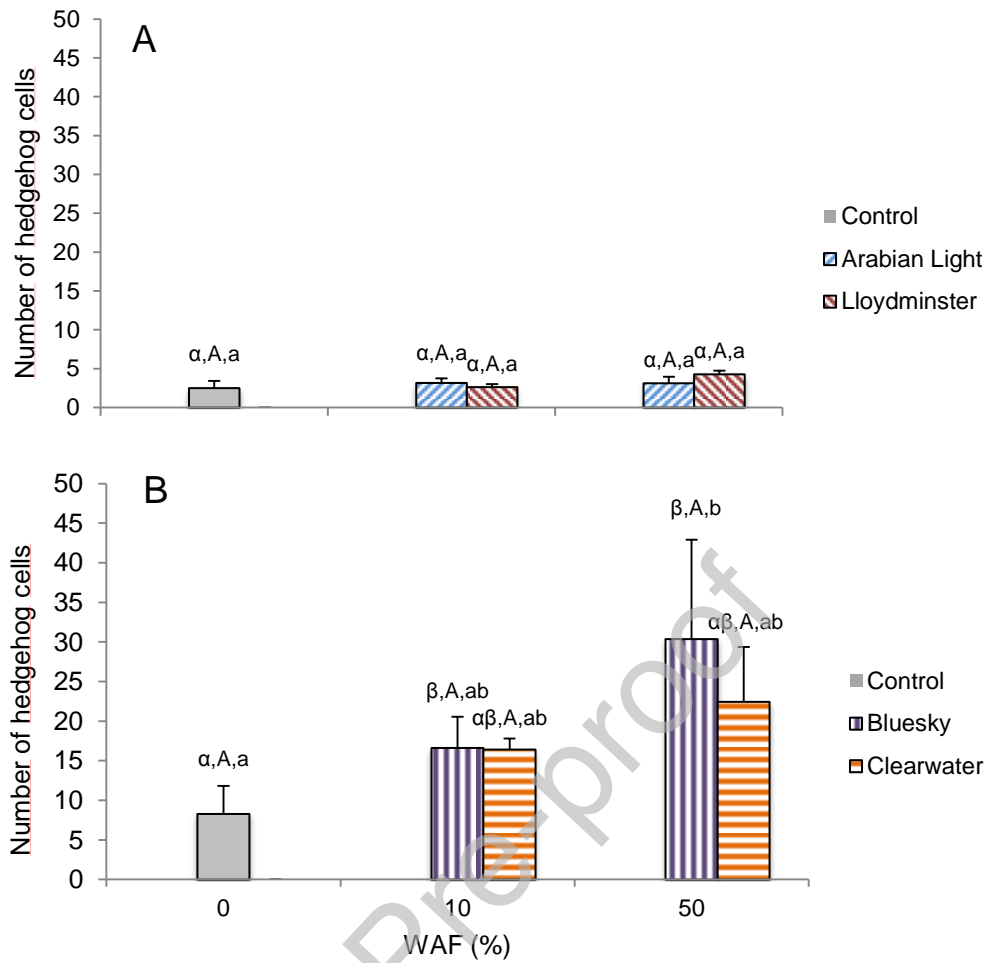 A
Number of hedgehog cells
50
45
40
35
30
25
20
15
10
5
0
α,A,a
α,A,a
α,A,a
α,A,a
α,A,a
Control
Arabian Light
Lloydminster
B
Number of hedgehog cells
50
45
40
35
30
25
20
15
10
5
0
α,A,a
β,A,ab
αβ,A,ab
β,A,b
αβ,A,ab
Control
Bluesky
Clearwater
0 10 50
WAF (%)
Pre-proof